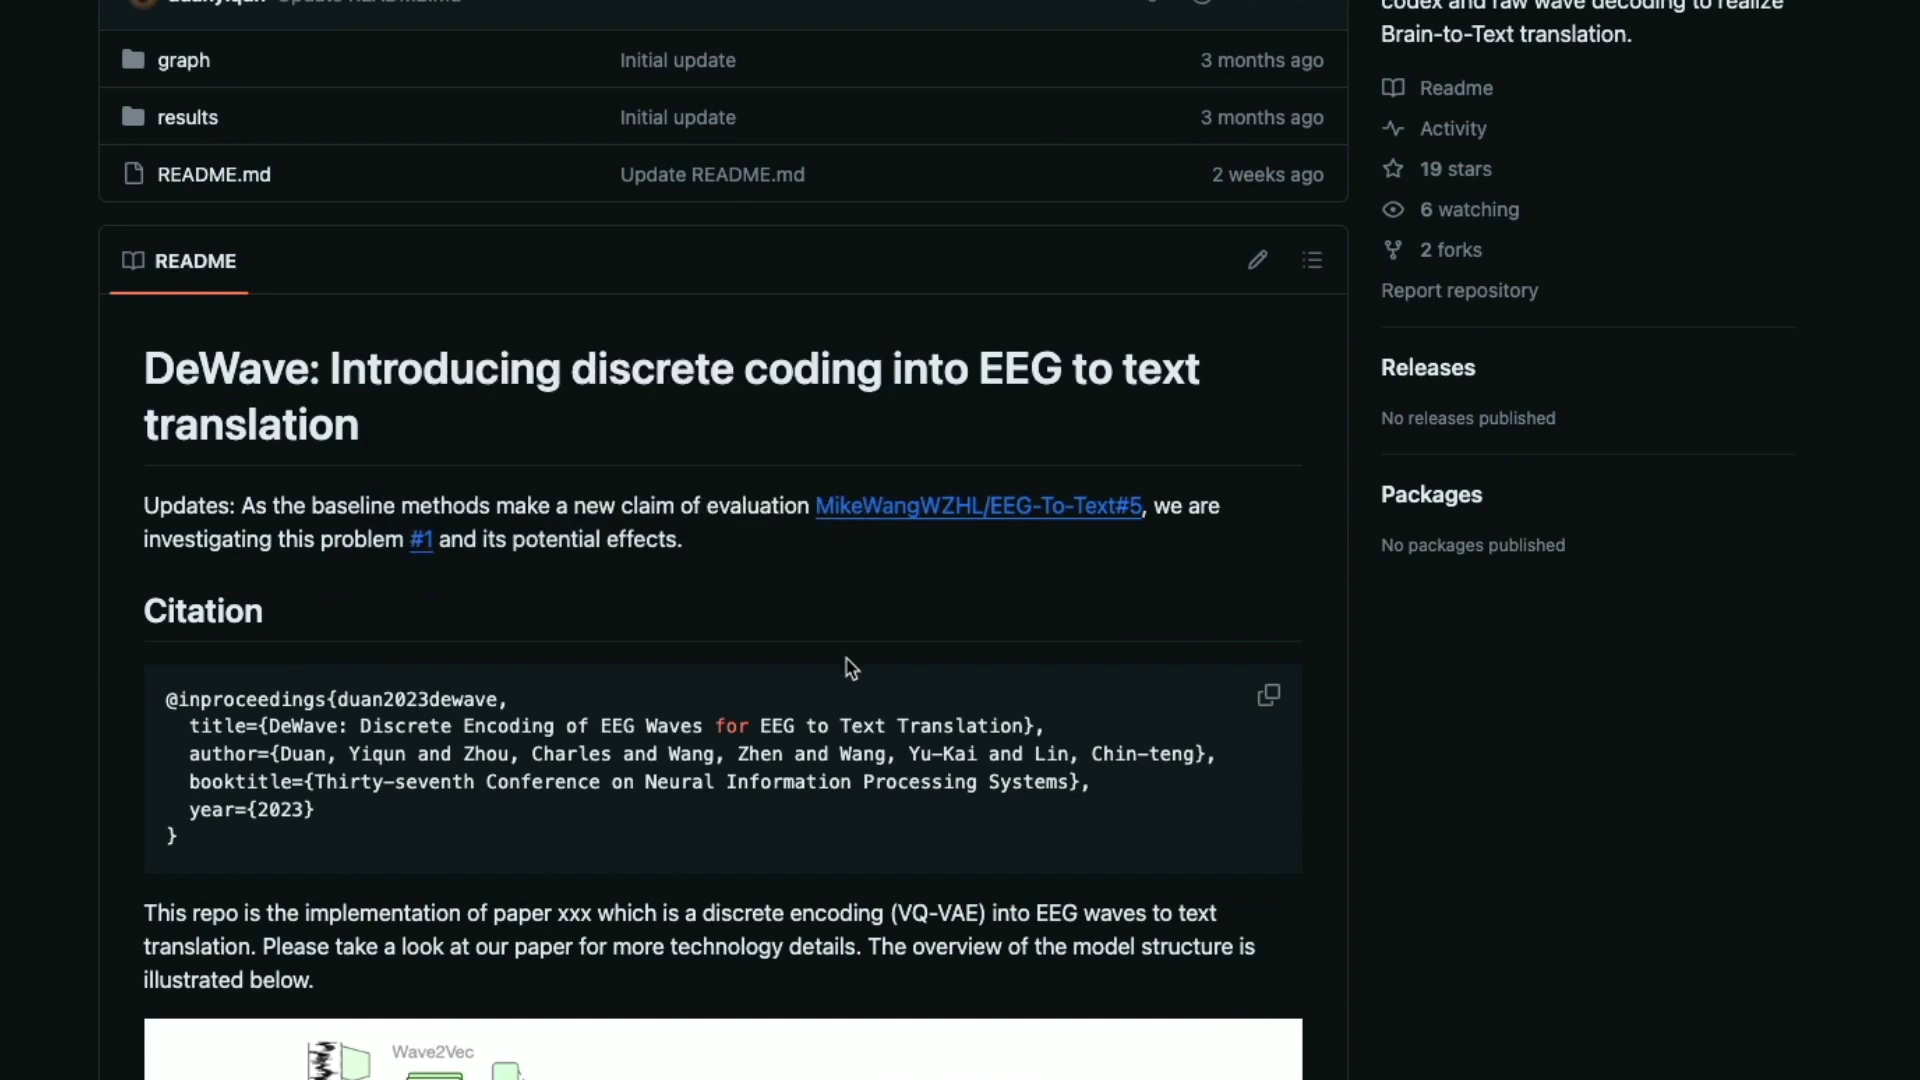 codex and raw wave decoding to realize
Brain-to-Text translation.
graph Initial update 3 months ago
results Initial update 3 months ago
README.md Update README.md 2 weeks ago
Readme
Activity
19 stars
6 watching
2 forks
Report repository
README
DeWave: Introducing discrete coding into EEG to text
translation
Updates: As the baseline methods make a new claim of evaluation MikeWangWZHL/EEG-To-Text#5, we are
investigating this problem #1 and its potential effects.
Citation
@inproceedings{duan2023dewave,
title={DeWave: Discrete Encoding of EEG Waves for EEG to Text Translation},
author={Duan, Yiqun and Zhou, Charles and Wang, Zhen and Wang, Yu-Kai and Lin, Chin-teng},
booktitle={Thirty-seventh Conference on Neural Information Processing Systems},
year={2023}
}
This repo is the implementation of paper xxx which is a discrete encoding (VQ-VAE) into EEG waves to text
translation. Please take a look at our paper for more technology details. The overview of the model structure is
illustrated below.
Wave2Vec
Releases
No releases published
Packages
No packages published